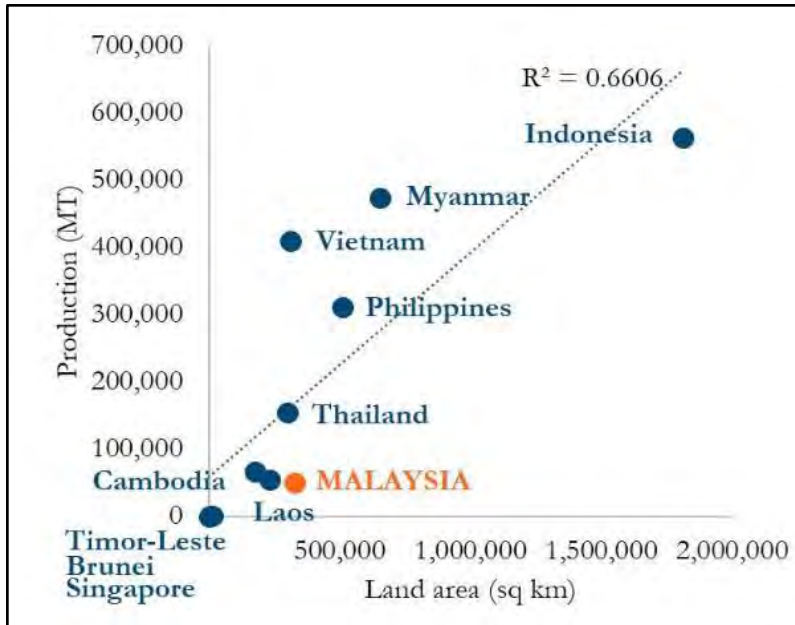 700,000
R² = 0.6606
600,000
Indonesia
500,000
Myanmar
Vietnam
400,000
Production (MT)
300,000
Philippines
200,000
Thailand
100,000
Cambodia
MALAYSIA
0
Laos
Timor-Leste
Brunei
Singapore
500,000 1,000,000 1,500,000 2,000,000
Land area (sq km)